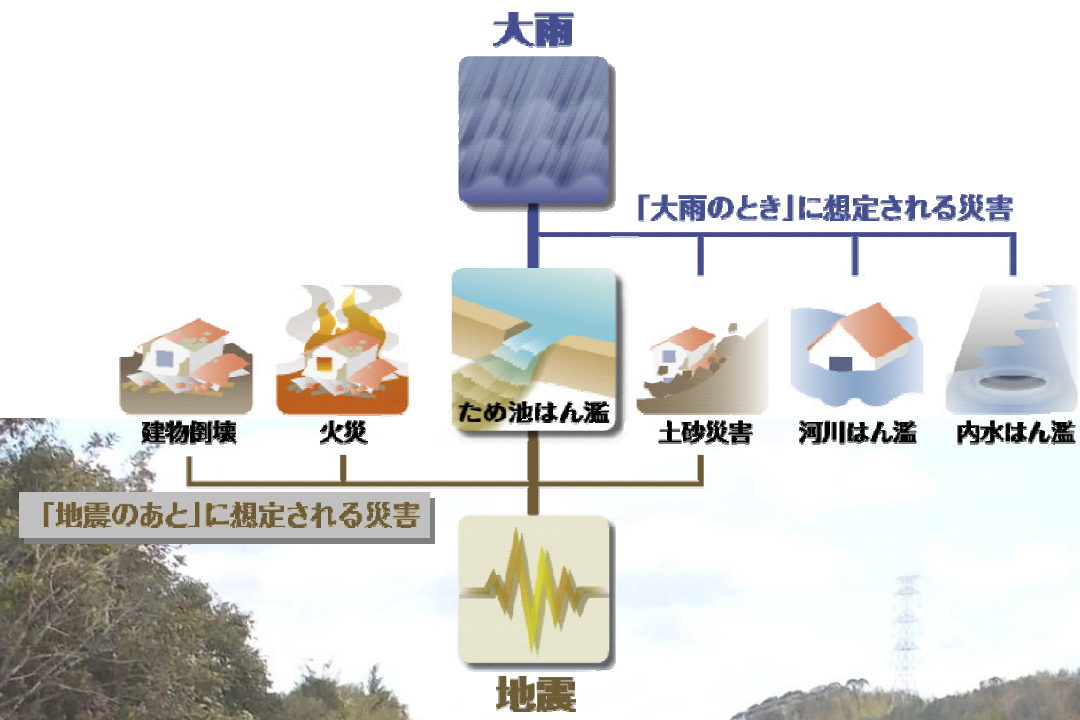 大雨
「大雨のとき」に想定される災害
ため池はん濫
建物倒壊
火災
土砂災害
河川はん濫
内水はん濫
「地震のあと」に想定される災害
地震